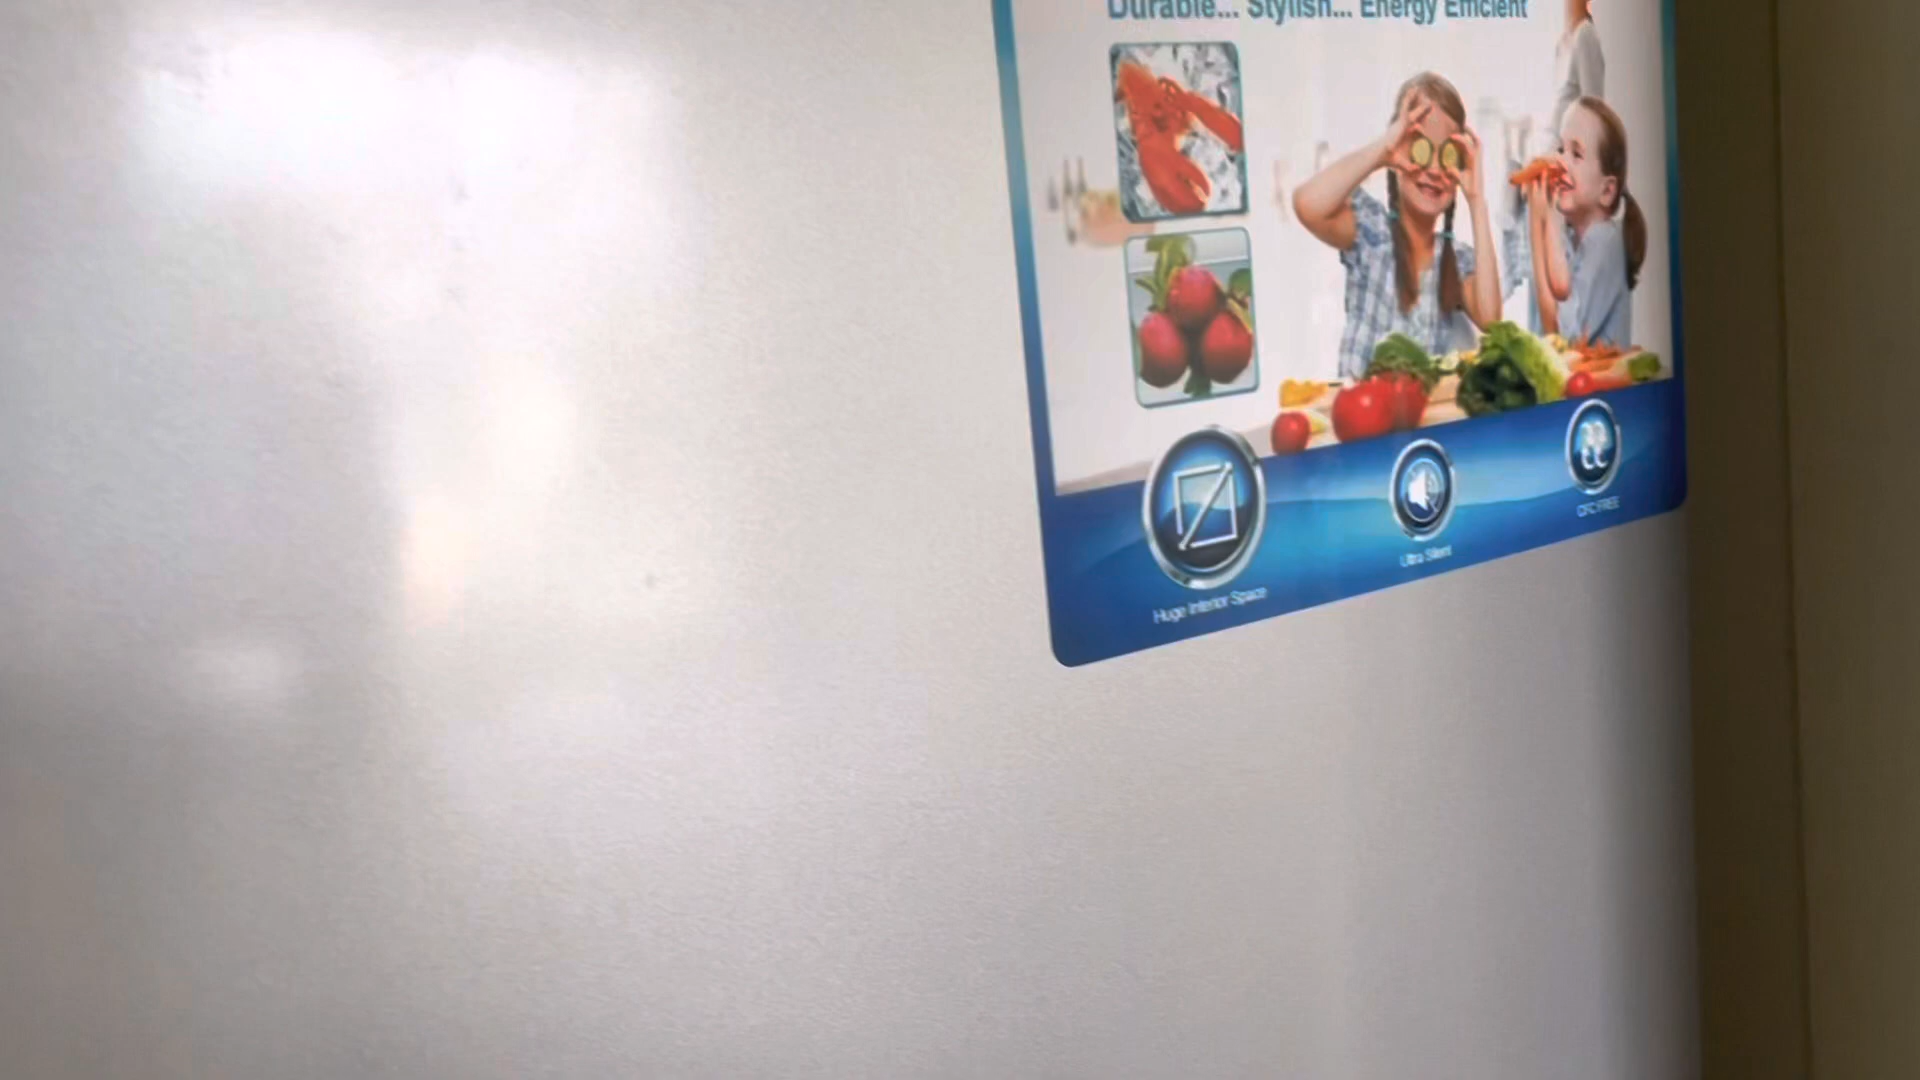 Durable... Stylish... Energy Efficient
Huge Interior Space
Ultra Silent
CFC FREE